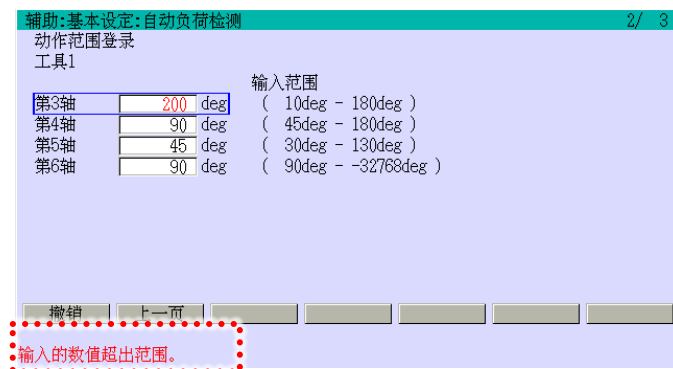 辅助:基本设定:自动负荷检测 2/ 3
动作范围登录
工具1
输入范围
第3轴 200 deg ( 10deg - 180deg )
第4轴 90 deg ( 45deg - 180deg )
第5轴 45 deg ( 30deg - 130deg )
第6轴 90 deg ( 90deg - -32768deg )
撤销 上一页
输入的数值超出范围。